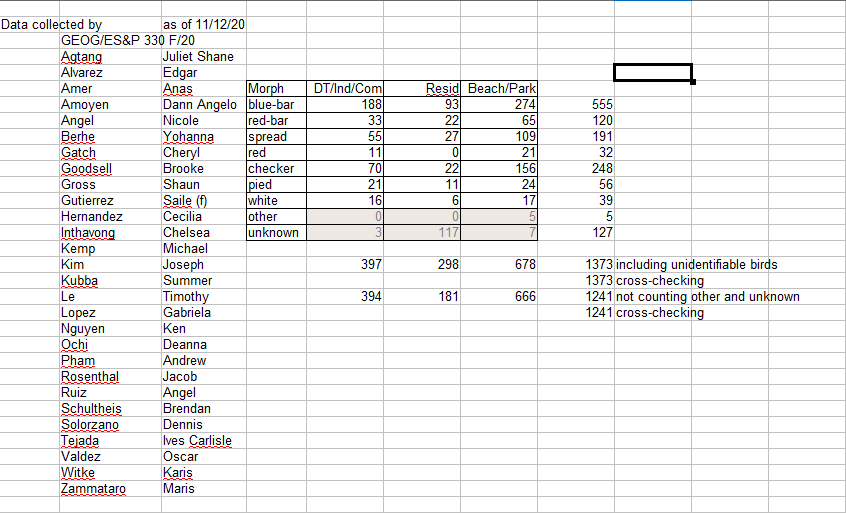 Data collected by as of 11/12/20
GEOG/ES&P 330 F/20
Agtang Juliet Shane
Alvarez Edgar
Amer Anas Morph DT/Ind/Com Resid Beach/Park
Amoyen Dann Angelo blue-bar 188 93 274 555
Angel Nicole red-bar 33 22 65 120
Berhe Yohanna spread 55 27 109 191
Gatch Cheryl red 11 0 21 32
Goodsell Brooke checker 70 22 156 248
Gross Shaun pied 21 11 24 56
Gutierrez Saile (f) white 16 6 17 39
Hernandez Cecilia other 0 0 5 5
Inthavong Chelsea unknown 3 117 7 127
Kemp Michael
Kim Joseph 397 298 678 1373 including unidentifiable birds
Kubba Summer 1373 cross-checking
Le Timothy 394 181 666 1241 not counting other and unknown
Lopez Gabriela 1241 cross-checking
Nguyen Ken
Ochi Deanna
Pham Andrew
Rosenthal Jacob
Ruiz Angel
Schultheis Brendan
Solorzano Dennis
Tejada Ives Carlisle
Valdez Oscar
Witke Karis
Zammataro Maris